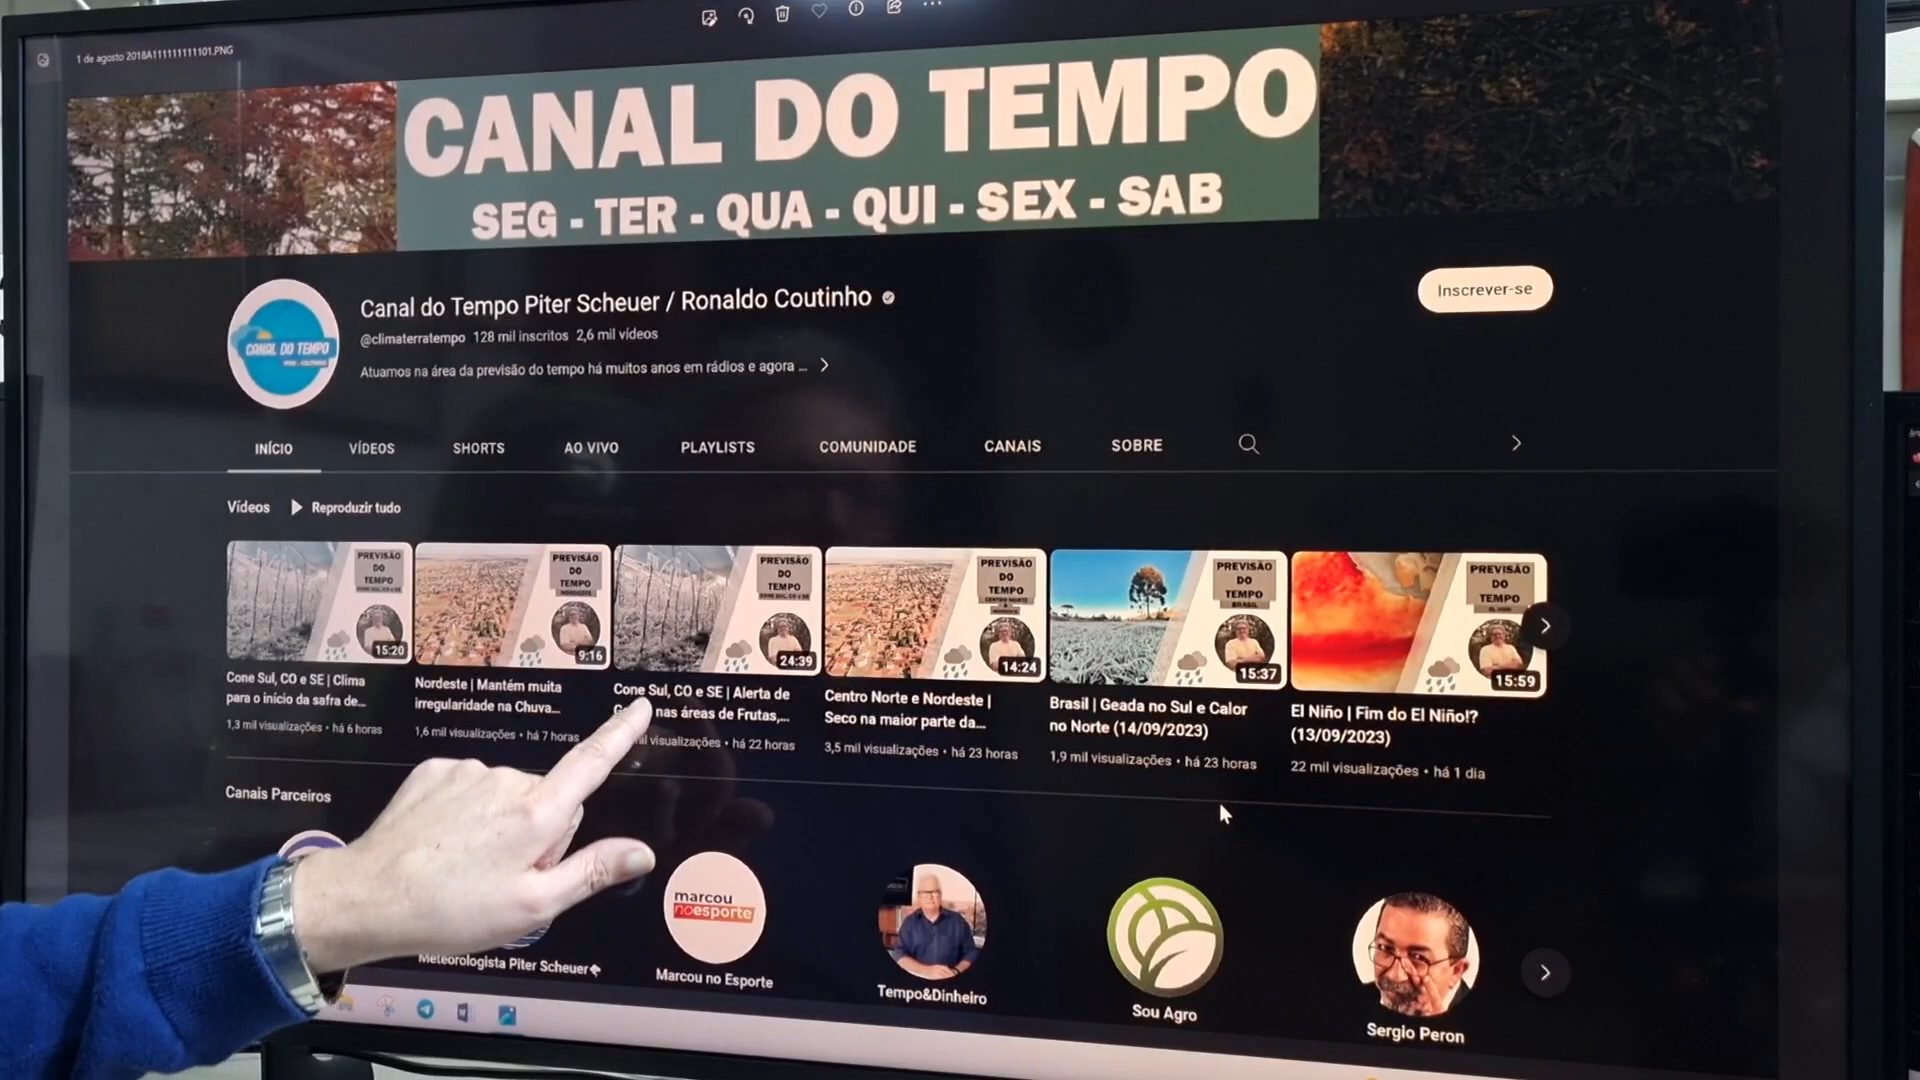 1 de agosto 2018A111111111101.PNG
CANAL DO TEMPO
SEG - TER - QUA - QUI - SEX - SAB
Canal do Tempo Piter Scheuer / Ronaldo Coutinho
@climaterratempo 128 mil inscritos 2,6 mil vídeos
Atuamos na área da previsão do tempo há muitos anos em rádios e agora ...
Inscrever-se
CANAL DO TEMPO
INÍCIO VÍDEOS SHORTS AO VIVO PLAYLISTS COMUNIDADE CANAIS SOBRE
Vídeos Reproduzir tudo
PREVISÃO
DO
TEMPO
15:20
Cone Sul, CO e SE | Clima
para o início da safra de...
1,3 mil visualizações • há 6 horas
PREVISÃO
DO
TEMPO
NORDESTE
9:16
Nordeste | Mantém muita
irregularidade na Chuva...
1,6 mil visualizações • há 7 horas
PREVISÃO
DO
TEMPO
CONE SUL, CO e SE
24:39
Cone Sul, CO e SE | Alerta de
nas áreas de Frutas,...
visualizações • há 22 horas
PREVISÃO
DO
TEMPO
CENTRO NORTE
NORDESTE
14:24
Centro Norte e Nordeste |
Seco na maior parte da...
3,5 mil visualizações • há 23 horas
PREVISÃO
DO
TEMPO
BRASIL
15:37
Brasil | Geada no Sul e Calor
no Norte (14/09/2023)
1,9 mil visualizações • há 23 horas
PREVISÃO
DO
TEMPO
15:59
El Niño | Fim do El Niño!?
(13/09/2023)
22 mil visualizações • há 1 dia
Canais Parceiros
Meteorologista Piter Scheuer
marcou
noesporte
Marcou no Esporte
Tempo&Dinheiro
Sou Agro
Sergio Peron